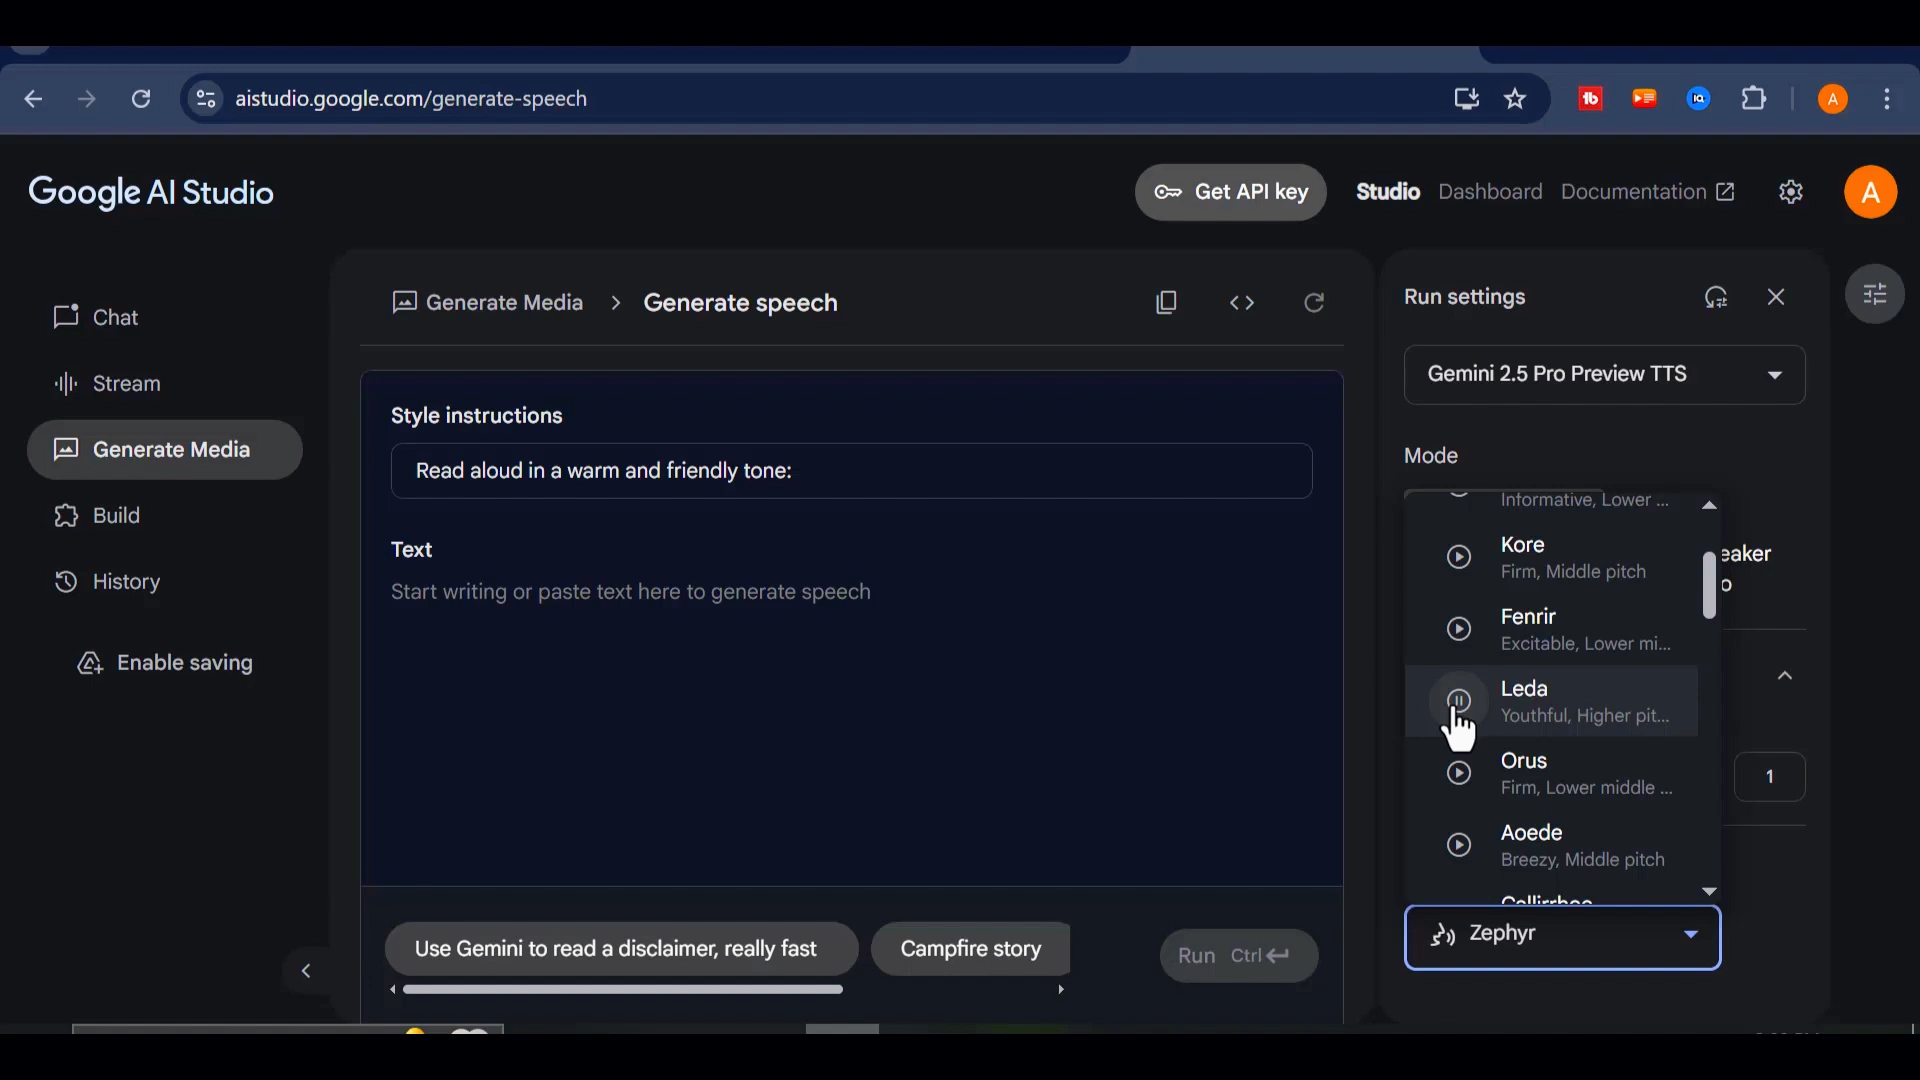 aistudio.google.com/generate-speech
tb
IQ
A
Google AI Studio
Get API key
Studio
Dashboard
Documentation
A
Chat
Stream
Generate Media
Build
History
Enable saving
Generate Media > Generate speech
Style instructions
Read aloud in a warm and friendly tone:
Text
Start writing or paste text here to generate speech
Use Gemini to read a disclaimer, really fast
Campfire story
Run Ctrl
Run settings
Gemini 2.5 Pro Preview TTS
Mode
Informative, Lower ...
Kore
Firm, Middle pitch
Fenrir
Excitable, Lower mi...
Leda
Youthful, Higher pit...
Orus
Firm, Lower middle ...
Aoede
Breezy, Middle pitch
eaker
o
1
Zephyr